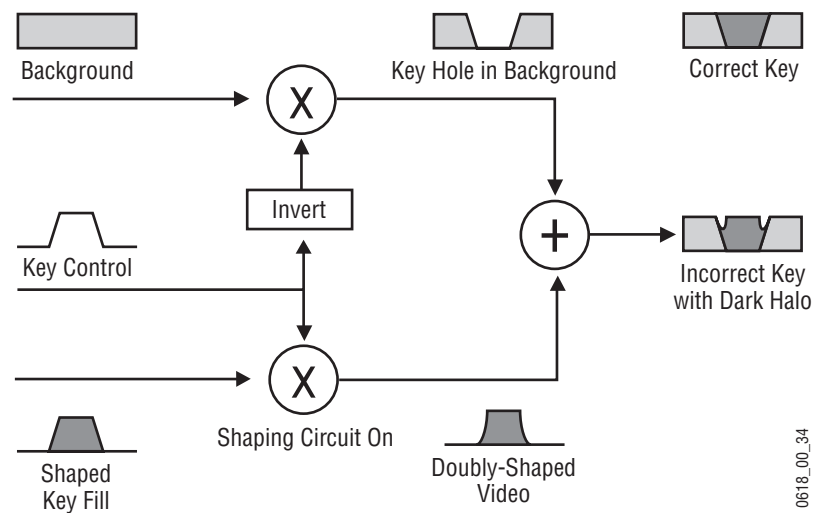 Background
Key Hole in Background
Correct Key
X
Invert
Key Control
+
Incorrect Key
with Dark Halo
X
Shaping Circuit On
Shaped
Key Fill
Doubly-Shaped
Video
0618_00_34